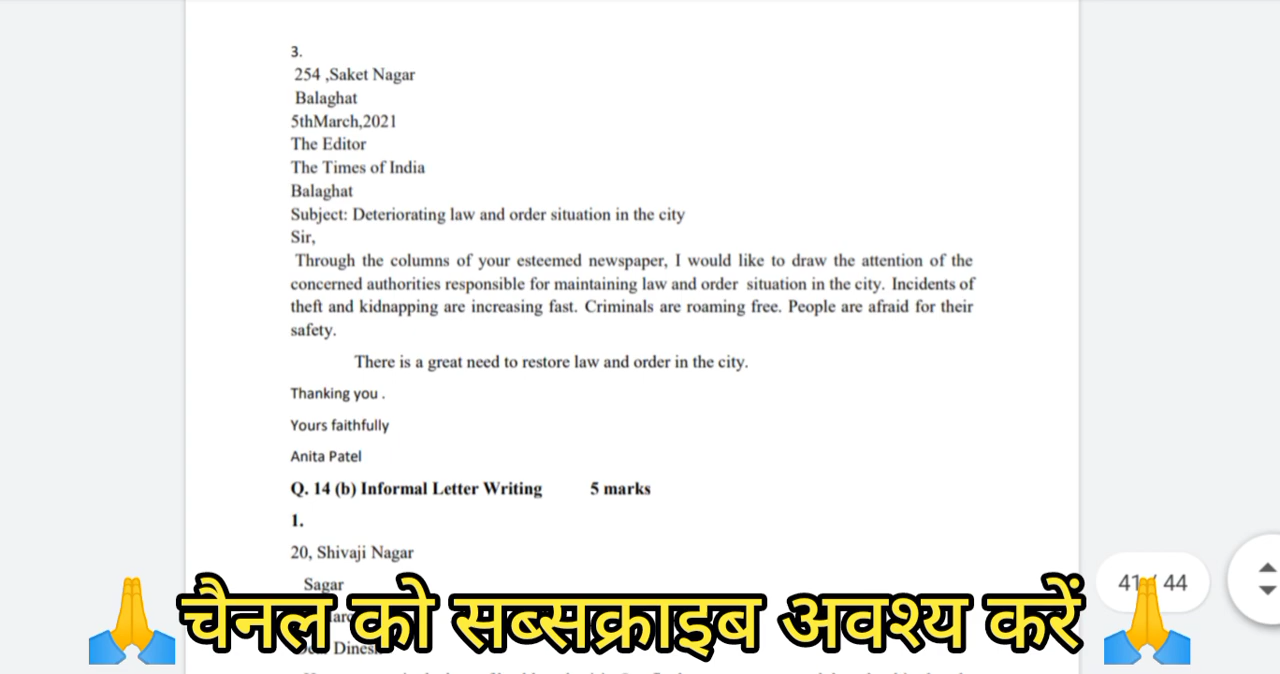 3.
254 ,Saket Nagar
Balaghat
5thMarch,2021
The Editor
The Times of India
Balaghat
Subject: Deteriorating law and order situation in the city
Sir,
Through the columns of your esteemed newspaper, I would like to draw the attention of the
concerned authorities responsible for maintaining law and order situation in the city. Incidents of
theft and kidnapping are increasing fast. Criminals are roaming free. People are afraid for their
safety.
There is a great need to restore law and order in the city.
Thanking you .
Yours faithfully
Anita Patel
Q. 14 (b) Informal Letter Writing 5 marks
1.
20, Shivaji Nagar
Sagar
41 / 44
चैनल को सब्सक्राइब अवश्य करें